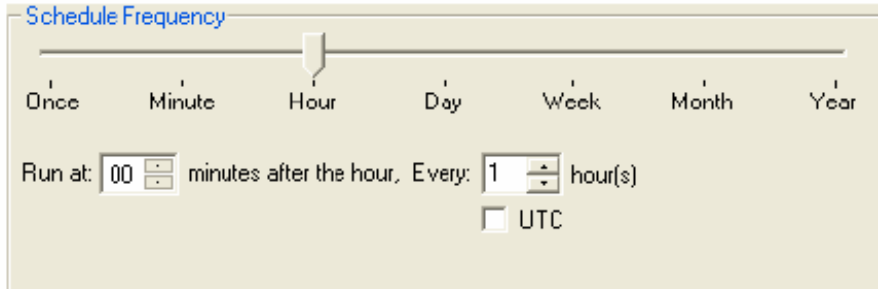 Schedule Frequency
Once Minute Hour Day Week Month Year
Run at: 00 minutes after the hour, Every: 1 hour(s)
UTC